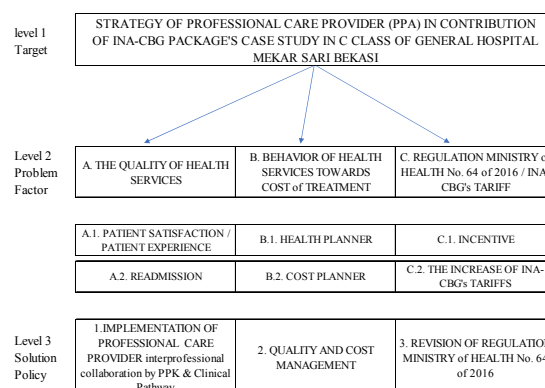 level 1
Target
STRATEGY OF PROFESSIONAL CARE PROVIDER (PPA) IN CONTRIBUTION
OF INA-CBG PACKAGE'S CASE STUDY IN C CLASS OF GENERAL HOSPITAL
MEKAR SARI BEKASI
Level 2
Problem
Factor
A. THE QUALITY OF HEALTH
SERVICES
B. BEHAVIOR OF HEALTH
SERVICES TOWARDS
COST of TREATMENT
C. REGULATION MINISTRY
HEALTH No. 64 of 2016 / INA-
CBG's TARIFF
A.1. PATIENT SATISFACTION /
PATIENT EXPERIENCE
B.1. HEALTH PLANNER
C.1. INCENTIVE
A.2. READMISSION
B.2. COST PLANNER
C.2. THE INCREASE OF INA-
CBG's TARIFFS
Level 3
Solution
Policy
1.IMPLEMENTATION OF
PROFESSIONAL CARE
PROVIDER interprofessional
collaboration by PPK & Clinical
Pathway
2. QUALITY AND COST
MANAGEMENT
3. REVISION OF REGULATION
MINISTRY of HEALTH No. 64
of 2016